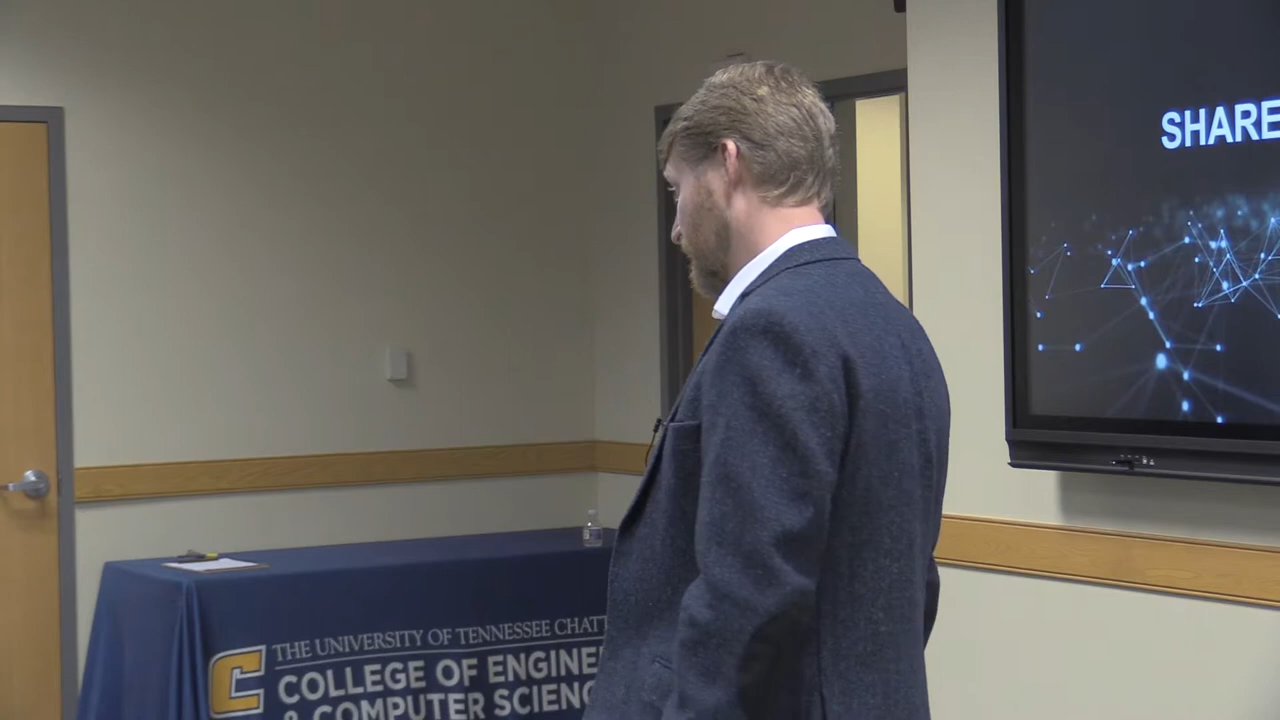 SHARE
C
THE UNIVERSITY OF TENNESSEE CHATT
COLLEGE OF ENGINE
& COMPUTER SCIENC